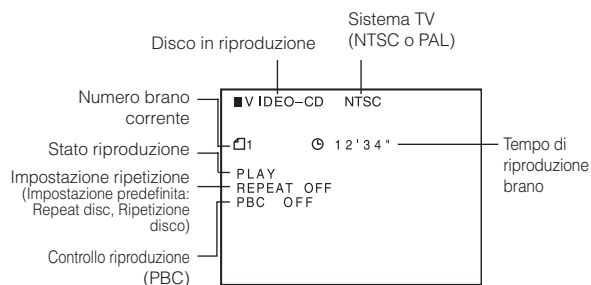 Sistema TV
(NTSC o PAL)
Disco in riproduzione
Numero brano
corrente
VIDEO–CD NTSC
1 12'34"
Tempo di
riproduzione
brano
Stato riproduzione
PLAY
Impostazione ripetizione
(Impostazione predefinita:
Repeat disc, Ripetizione
disco)
REPEAT OFF
PBC OFF
Controllo riproduzione
(PBC)